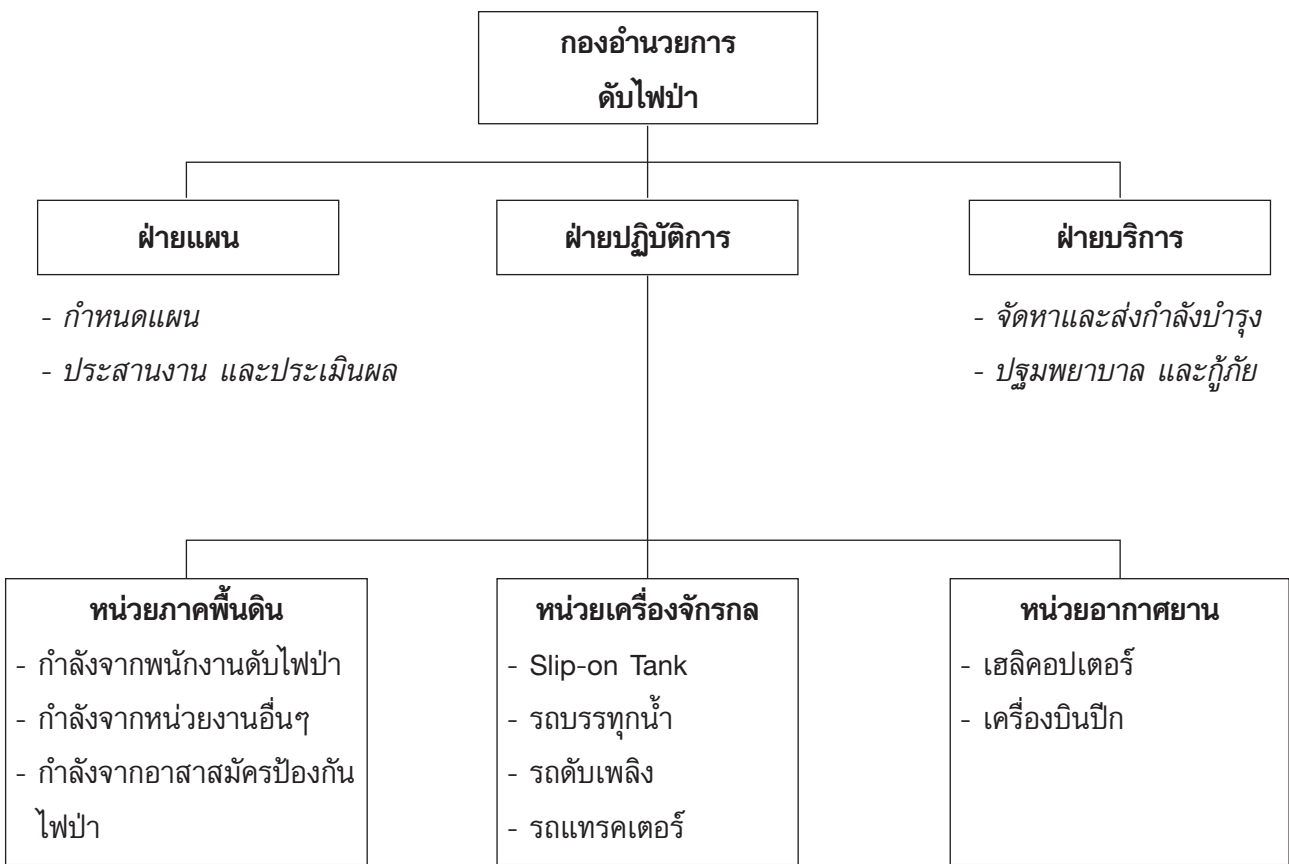 กองอำนวยการ
ดับไฟป่า
ฝ่ายแผน
- กำหนดแผน
- ประสานงาน และประเมินผล
ฝ่ายปฏิบัติการ
ฝ่ายบริการ
- จัดหาและส่งกำลังบำรุง
- ปฐมพยาบาล และกู้ภัย
หน่วยภาคพื้นดิน
- กำลังจากพนักงานดับไฟป่า
- กำลังจากหน่วยงานอื่นๆ
- กำลังจากอาสาสมัครป้องกัน
ไฟป่า
หน่วยเครื่องจักรกล
- Slip-on Tank
- รถบรรทุกน้ำ
- รถดับเพลิง
- รถแทรคเตอร์
หน่วยอากาศยาน
- เฮลิคอปเตอร์
- เครื่องบินปีก